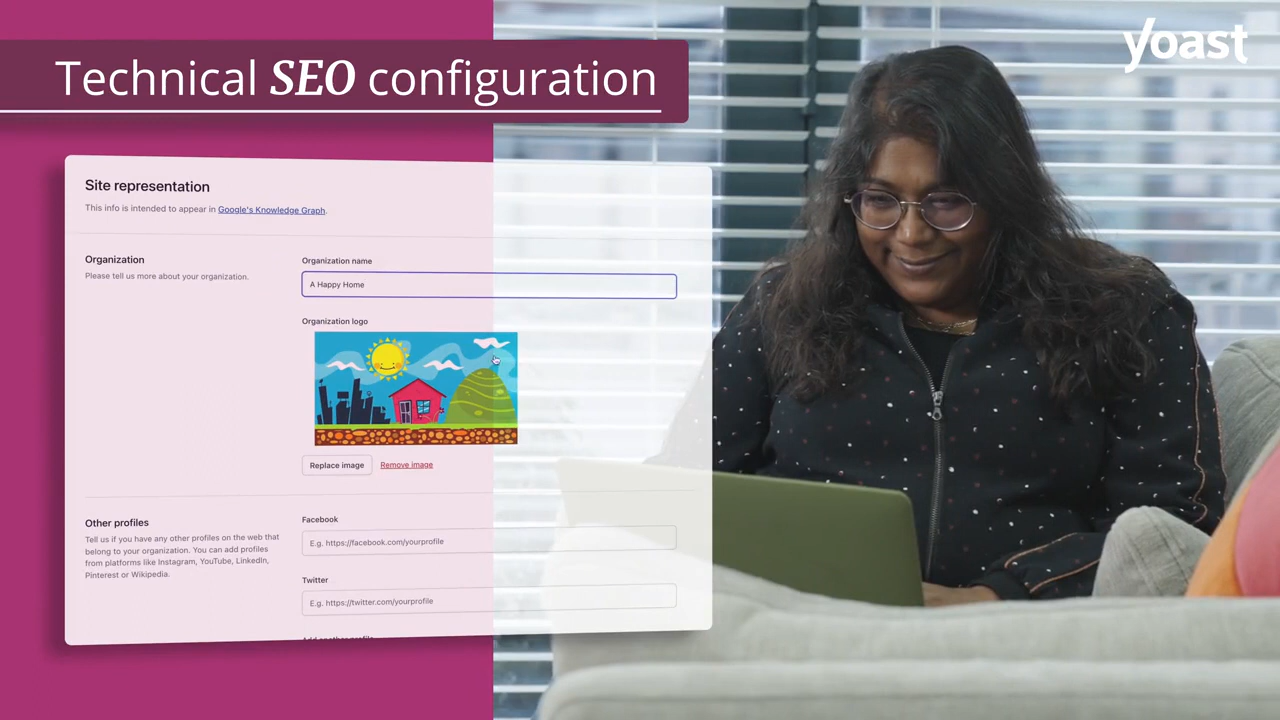 yoast
Technical SEO configuration
Site representation
This info is intended to appear in Google's Knowledge Graph.
Organization
Please tell us more about your organization.
Organization name
A Happy Home
Organization logo
Replace image
Remove image
Other profiles
Tell us if you have any other profiles on the web that
belong to your organization. You can add profiles
from platforms like Instagram, YouTube, LinkedIn,
Pinterest or Wikipedia.
Facebook
E.g. https://facebook.com/yourprofile
Twitter
E.g. https://twitter.com/yourprofile
Add another profile